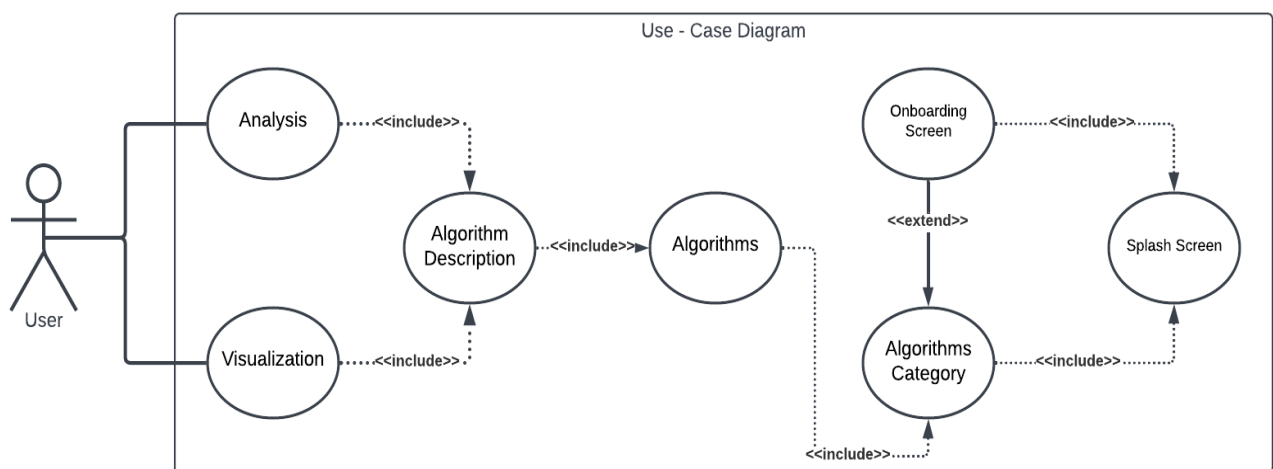 Use - Case Diagram
Analysis
<<include>>
Onboarding
Screen
<<include>>
<<extend>>
Algorithm
Description
<<include>>
Algorithms
Splash Screen
User
Visualization
<<include>>
Algorithms
Category
<<include>>
<<include>>